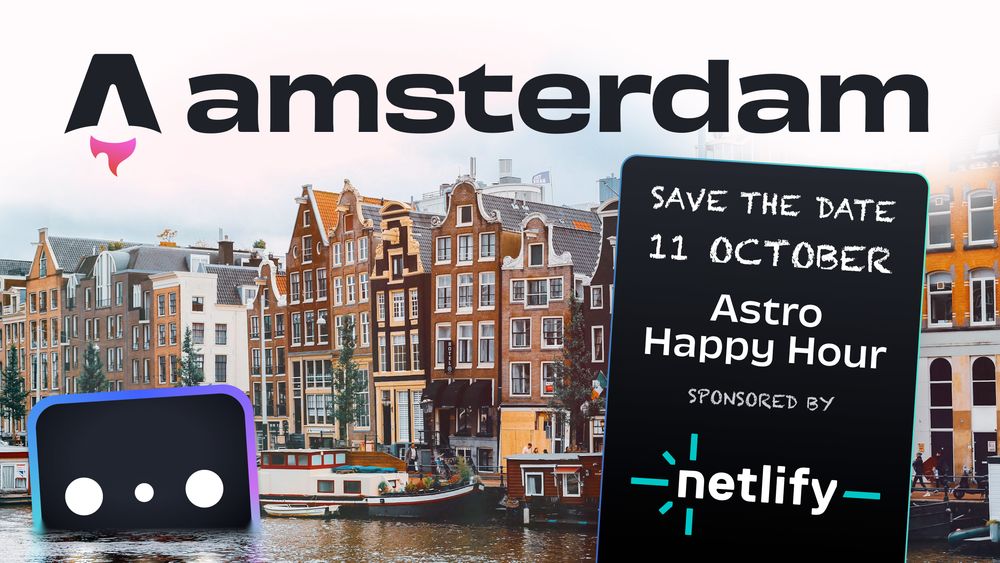 amsterdam
SAVE THE DATE
11 OCTOBER
Astro
Happy Hour
SPONSORED BY
netlify